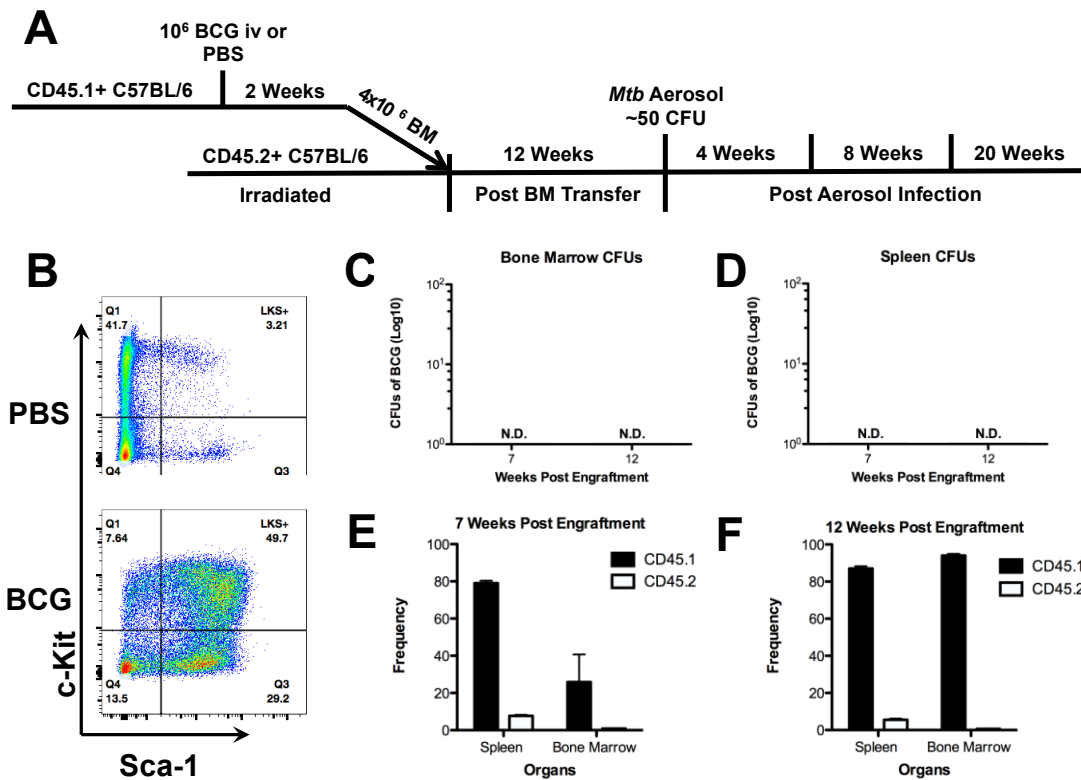 A
10⁶ BCG iv or
PBS
CD45.1+ C57BL/6
2 Weeks
4x10 ⁶ BM
Mtb Aerosol
~50 CFU
CD45.2+ C57BL/6
12 Weeks
4 Weeks
8 Weeks
20 Weeks
Irradiated
Post BM Transfer
Post Aerosol Infection
B
PBS
Q1
41.7
LKS+
3.21
Q4
Q3
BCG
Q1
7.64
LKS+
49.7
Q4
13.5
Q3
29.2
c-Kit
Sca-1
C
Bone Marrow CFUs
CFUs of BCG (Log10)
10²
10¹
10⁰
N.D.
N.D.
7
12
Weeks Post Engraftment
D
Spleen CFUs
CFUs of BCG (Log10)
10²
10¹
10⁰
N.D.
N.D.
7
12
Weeks Post Engraftment
E
7 Weeks Post Engraftment
Frequency
100
80
60
40
20
0
CD45.1
CD45.2
Spleen
Bone Marrow
Organs
F
12 Weeks Post Engraftment
Frequency
100
80
60
40
20
0
CD45.1
CD45.2
Spleen
Bone Marrow
Organs